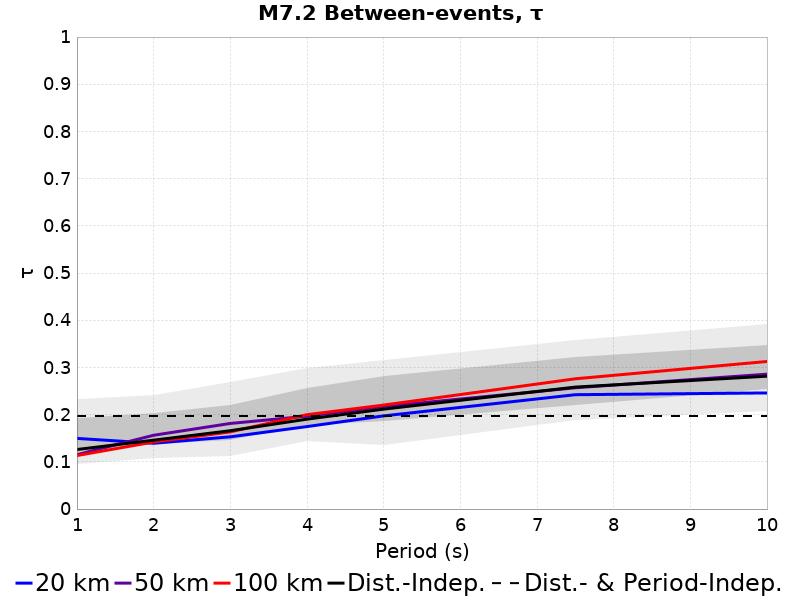 M7.2 Between-events, τ
1
0.9
0.8
0.7
0.6
0.5
0.4
0.3
0.2
0.1
0
τ
1 2 3 4 5 6 7 8 9 10
Period (s)
20 km 50 km 100 km Dist.-Indep. Dist.- & Period-Indep.